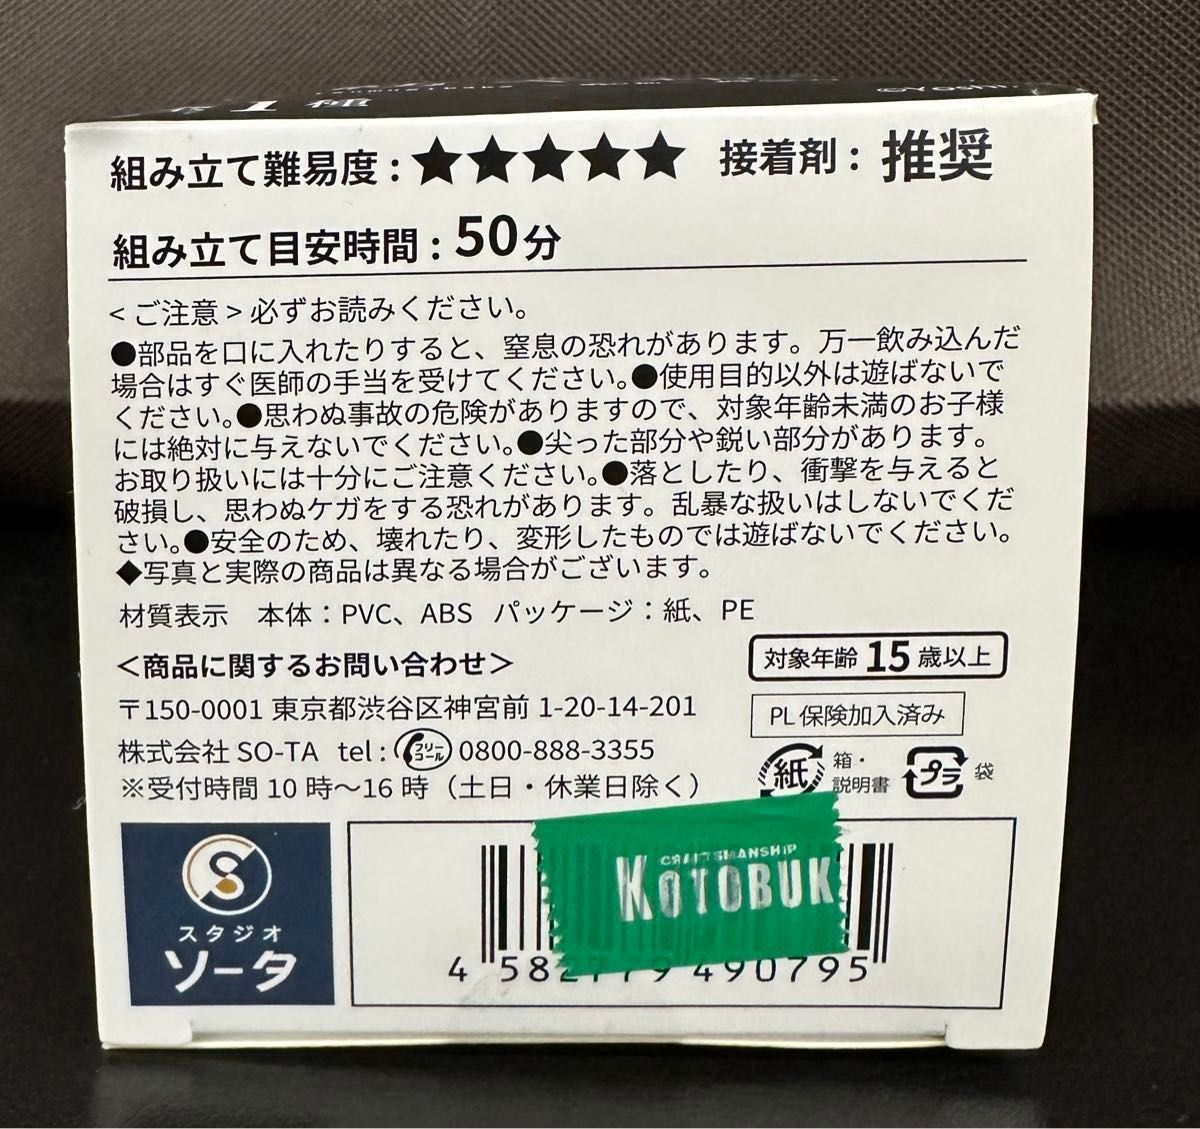 組み立て難易度:★★★★★ 接着剤: 推奨
組み立て目安時間:50分
<ご注意>必ずお読みください。
●部品を口に入れたりすると、窒息の恐れがあります。万一飲み込んだ
場合はすぐ医師の手当を受けてください。●使用目的以外は遊ばないで
ください。●思わぬ事故の危険がありますので、対象年齢未満のお子様
には絶対に与えないでください。●尖った部分や鋭い部分があります。
お取り扱いには十分にご注意ください。●落としたり、衝撃を与えると
破損し、思わぬケガをする恐れがあります。乱暴な扱いはしないでくだ
さい。●安全のため、壊れたり、変形したものでは遊ばないでください。
◆写真と実際の商品は異なる場合がございます。
材質表示 本体:PVC、ABS パッケージ:紙、PE
<商品に関するお問い合わせ>
対象年齢 15 歳以上
〒150-0001 東京都渋谷区神宮前 1-20-14-201
PL 保険加入済み
株式会社 SO-TA tel:フリーコール 0800-888-3355
※受付時間 10 時〜16 時(土日・休業日除く)
紙 箱・
説明書
プラ 袋
スタジオ
ソータ
CRAFTSMANSHIP
KOTOBUK
4 582779 490795